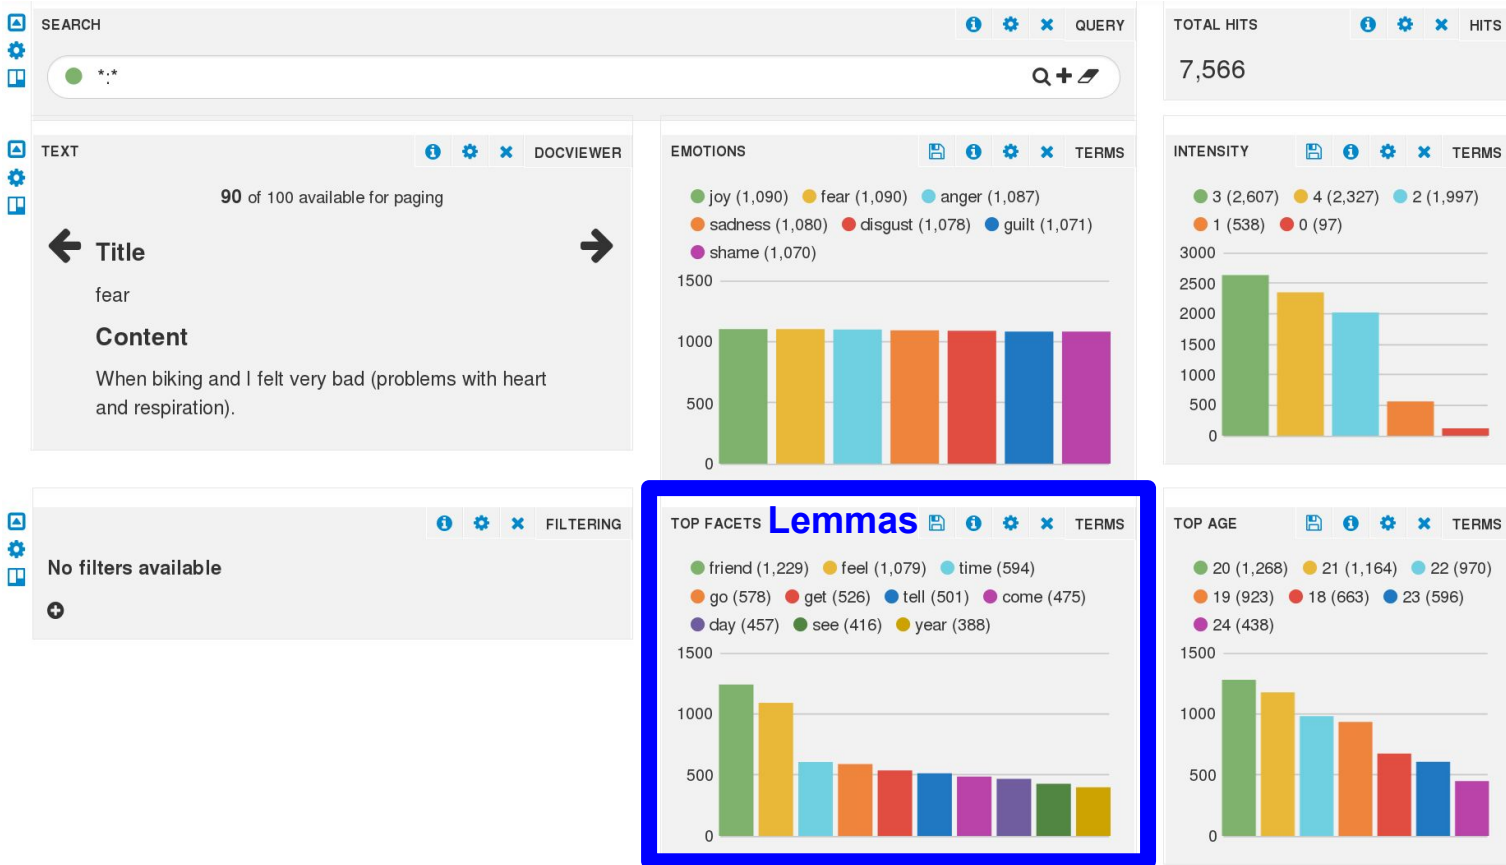 SEARCH QUERY
*:*
TOTAL HITS HITS
7,566
TEXT DOCVIEWER
90 of 100 available for paging
Title
fear
Content
When biking and I felt very bad (problems with heart
and respiration).
EMOTIONS TERMS
joy (1,090) fear (1,090) anger (1,087)
sadness (1,080) disgust (1,078) guilt (1,071)
shame (1,070)
1500
1000
500
0
INTENSITY TERMS
3 (2,607) 4 (2,327) 2 (1,997)
1 (538) 0 (97)
3000
2500
2000
1500
1000
500
0
FILTERING
No filters available
TOP FACETS Lemmas TERMS
friend (1,229) feel (1,079) time (594)
go (578) get (526) tell (501) come (475)
day (457) see (416) year (388)
1500
1000
500
0
TOP AGE TERMS
20 (1,268) 21 (1,164) 22 (970)
19 (923) 18 (663) 23 (596)
24 (438)
1500
1000
500
0